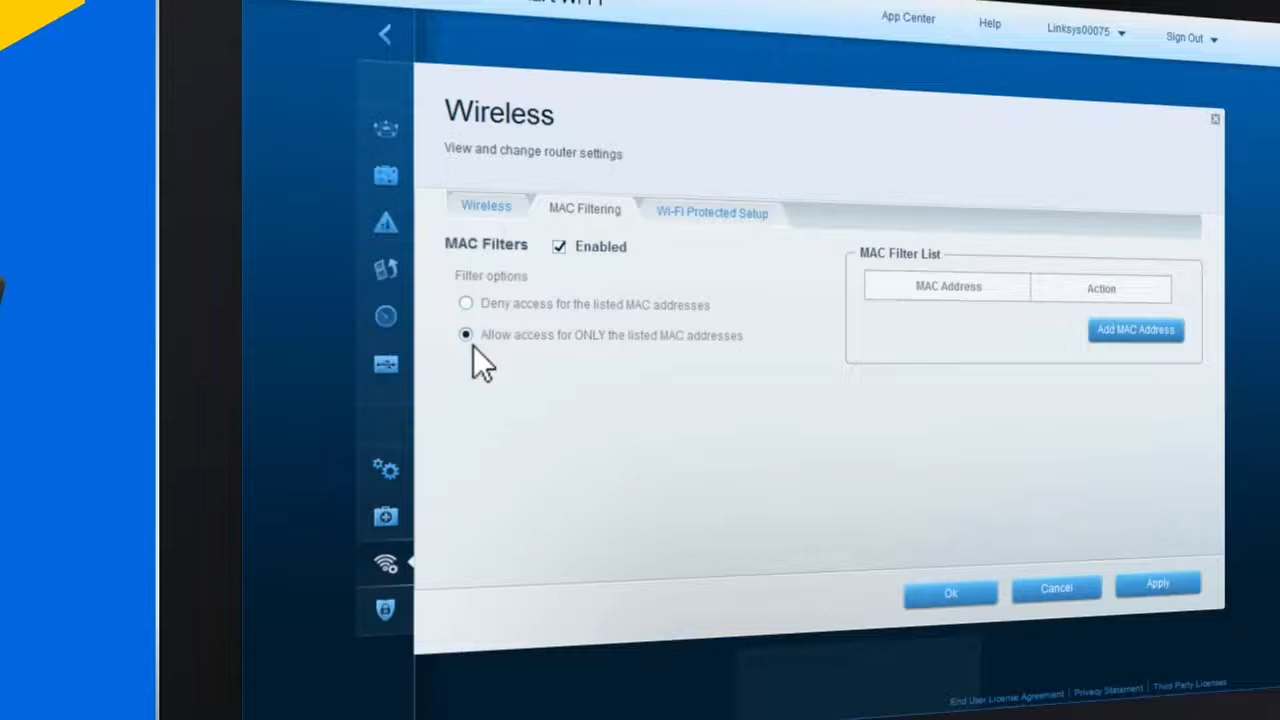 App Center Help Linksys00075 Sign Out
Wireless
View and change router settings
Wireless MAC Filtering Wi-Fi Protected Setup
MAC Filters Enabled
Filter options
Deny access for the listed MAC addresses
Allow access for ONLY the listed MAC addresses
MAC Filter List
MAC Address Action
Add MAC Address
Ok Cancel Apply
End User License Agreement | Privacy Statement | Third Party Licenses